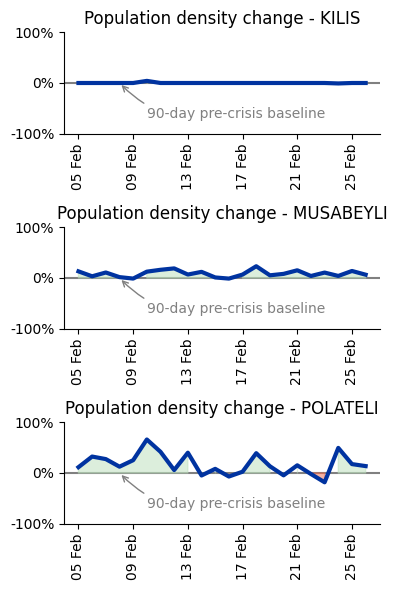 Population density change - KILIS
100%
0%
-100%
90-day pre-crisis baseline
05 Feb
09 Feb
13 Feb
17 Feb
21 Feb
25 Feb
Population density change - MUSABEYLI
100%
0%
-100%
90-day pre-crisis baseline
05 Feb
09 Feb
13 Feb
17 Feb
21 Feb
25 Feb
Population density change - POLATELI
100%
0%
-100%
90-day pre-crisis baseline
05 Feb
09 Feb
13 Feb
17 Feb
21 Feb
25 Feb